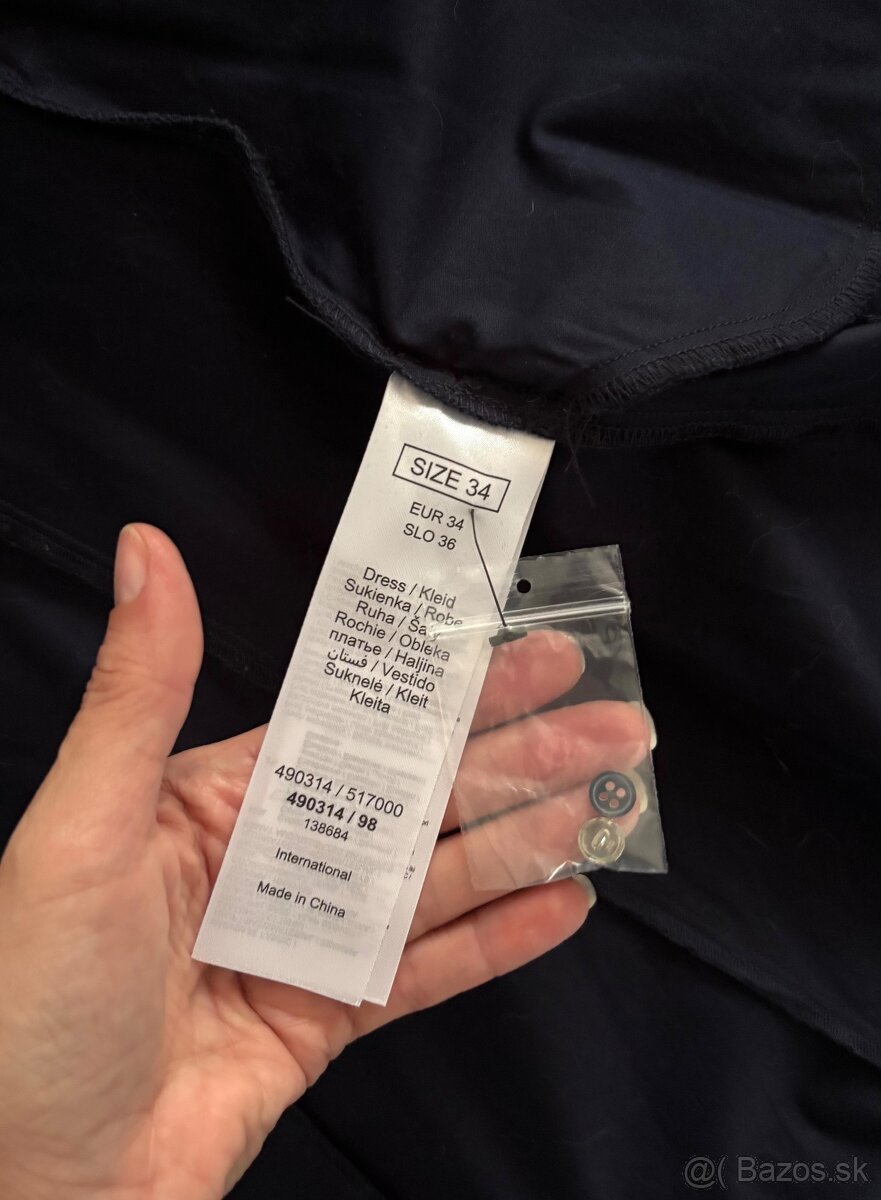 SIZE 34
EUR 34
SLO 36
Dress / Kleid
Sukienka / Robe
Ruha /
Rochie / Obleka
платье / Haljina
فستان / Vestido
Suknelė / Kleit
Kleita
490314 / 517000
490314 / 98
138684
International
Made in China
@( Bazos.sk